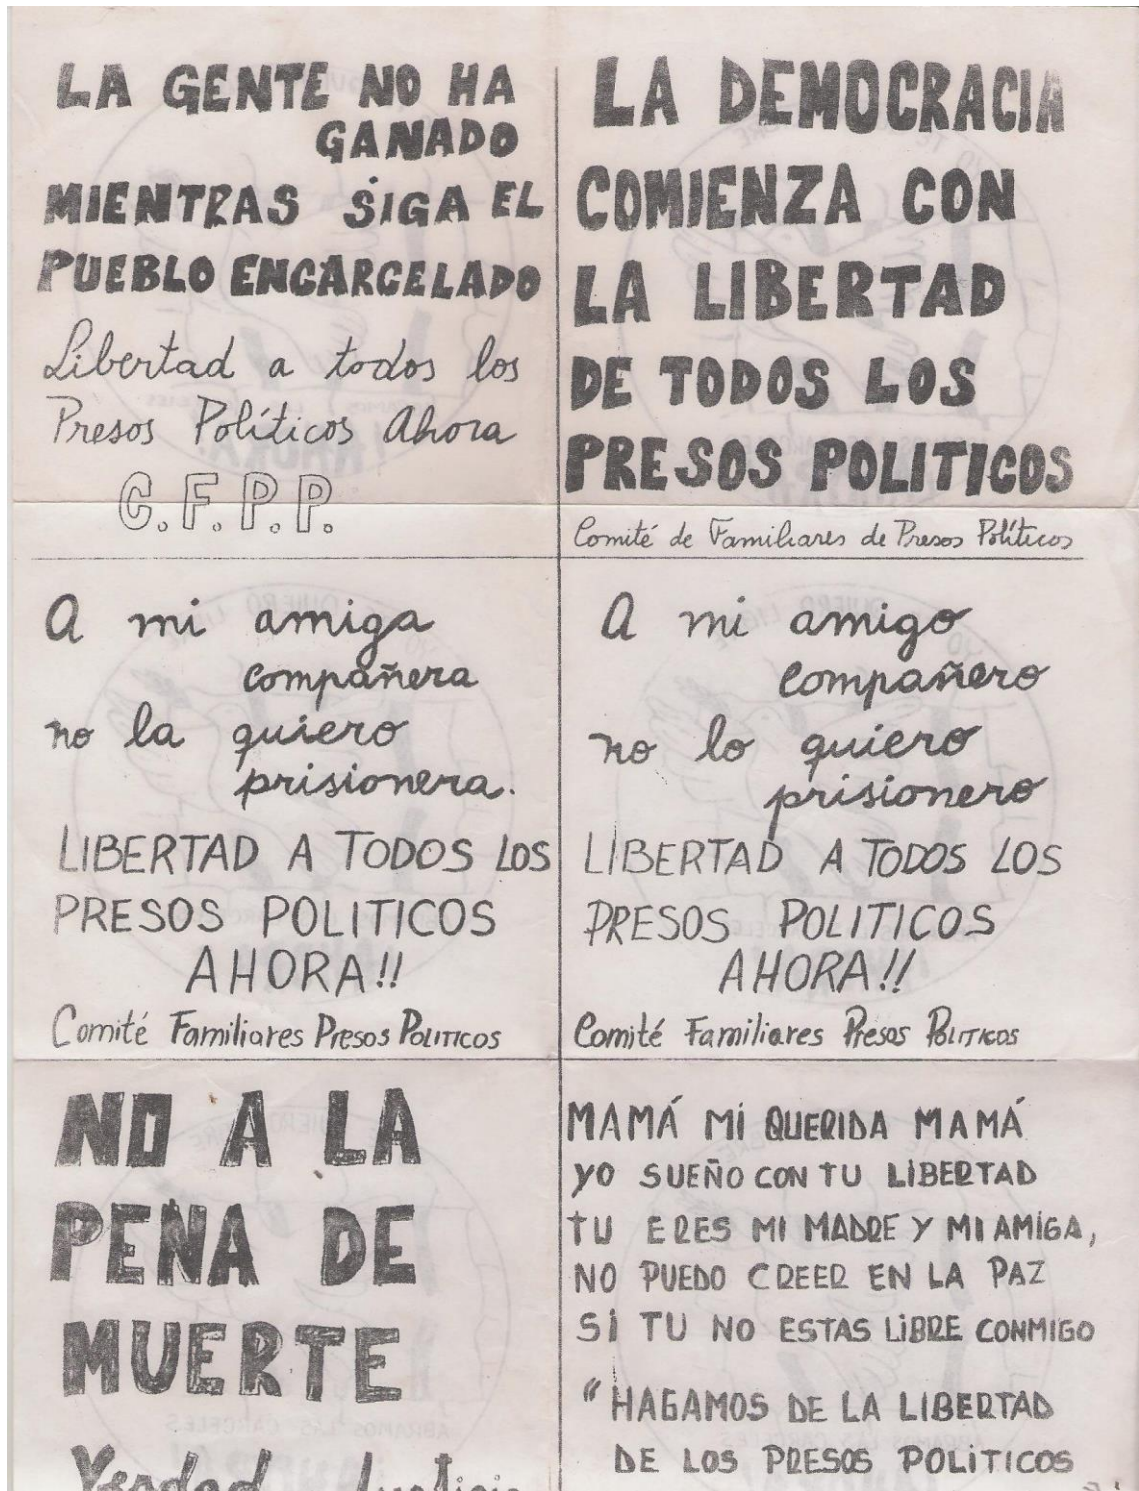 LA GENTE NO HA
GANADO
MIENTRAS SIGA EL
PUEBLO ENCARCELADO
Libertad a todos los
Presos Políticos Ahora
C.F.P.P.
LA DEMOCRACIA
COMIENZA CON
LA LIBERTAD
DE TODOS LOS
PRESOS POLITICOS
Comité de Familiares de Presos Políticos
A mi amiga
compañera
no la quiero
prisionera.
LIBERTAD A TODOS LOS
PRESOS POLITICOS
AHORA!!
Comité Familiares Presos POLITICOS
A mi amigo
compañero
no lo quiero
prisionero
LIBERTAD A TODOS LOS
PRESOS POLITICOS
AHORA!!
Comité Familiares Presos POLITICOS
NO A LA
PENA DE
MUERTE
Verdad Justicia
MAMÁ MI QUERIDA MAMÁ
YO SUEÑO CON TU LIBERTAD
TU ERES MI MADRE Y MI AMIGA,
NO PUEDO CREER EN LA PAZ
SI TU NO ESTAS LIBRE CONMIGO
"HAGAMOS DE LA LIBERTAD
DE LOS PRESOS POLITICOS